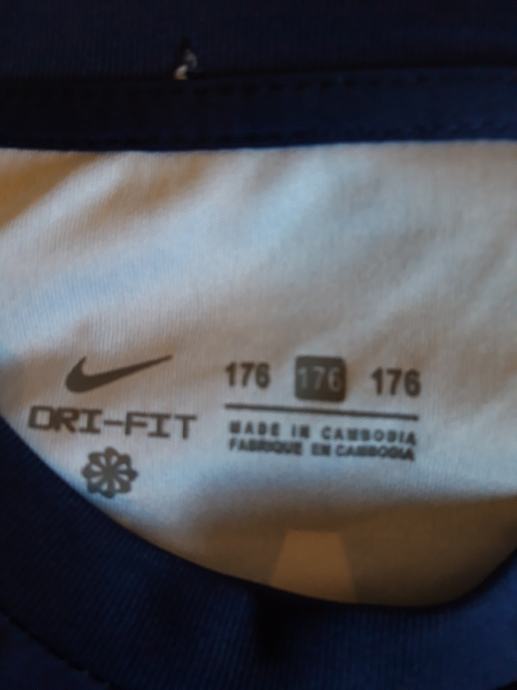 176 176 176
DRI-FIT
MADE IN CAMBODIA
FABRIQUE EN CAMBODIA